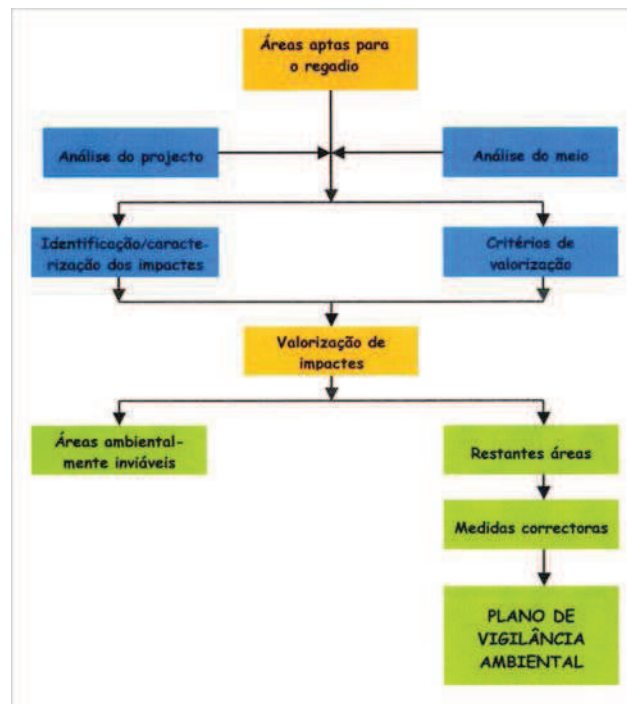 Áreas aptas para
o regadio
Análise do projecto
Análise do meio
Identificação/caracte-
rização dos impactes
Critérios de
valorização
Valorização de
impactes
Áreas ambiental-
mente inviáveis
Restantes áreas
Medidas correctoras
PLANO DE
VIGILÂNCIA
AMBIENTAL